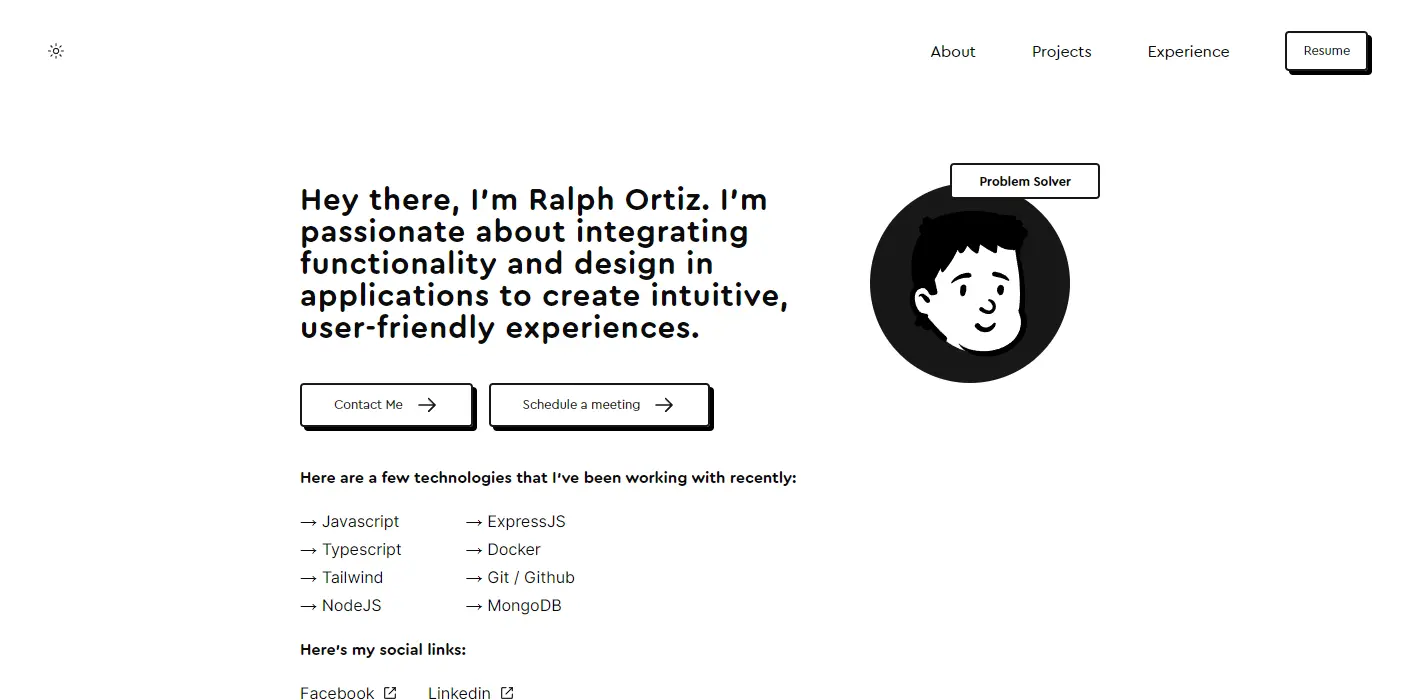 About Projects Experience Resume
Problem Solver
Hey there, I'm Ralph Ortiz. I'm
passionate about integrating
functionality and design in
applications to create intuitive,
user-friendly experiences.
Contact Me → Schedule a meeting →
Here are a few technologies that I've been working with recently:
→ Javascript → ExpressJS
→ Typescript → Docker
→ Tailwind → Git / Github
→ NodeJS → MongoDB
Here's my social links:
Facebook Linkedin